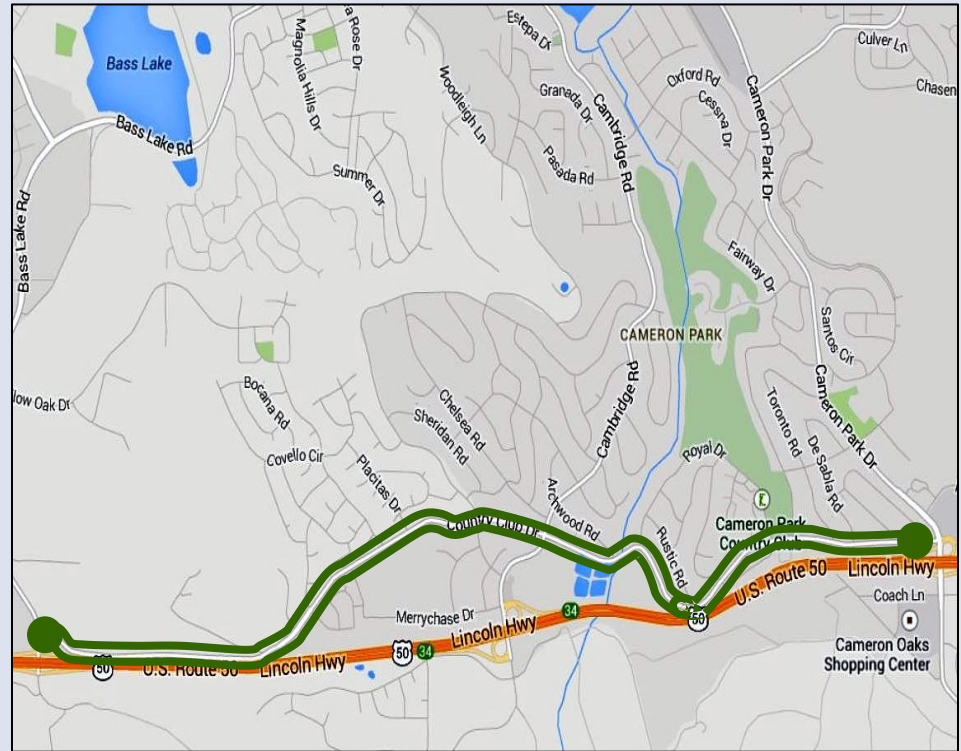 Estepa Dr
la Rose Dr
Magnolia Hills Dr
Culver Ln
Bass Lake
Woodleigh Ln
Oxford Rd
Cessna Dr
Cameron Park Dr
Chasen
Granada Dr
Cambridge Rd
Bass Lake Rd
Pasada Rd
Summer Dr
Bass Lake Rd
Fairway Dr
CAMERON PARK
Santos Cir
low Oak Dr
Bocana Rd
Chelsea Rd
Sheridan Rd
Cambridge Rd
Toronto Rd
Cameron Park Dr
De Sabla Rd
Covello Cir
Placitas Dr
Royal Dr
Archwood Rd
Country Club Dr
Rustic Rd
Cameron Park
Country Club
U.S. Route 50
Lincoln Hwy
Coach Ln
Merrychase Dr
34
50
Lincoln Hwy
50
34
Cameron Oaks
Shopping Center
50
U.S. Route 50
Lincoln Hwy